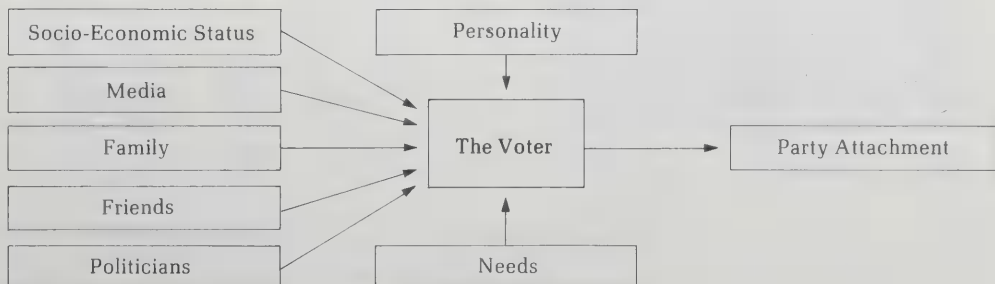 Socio-Economic Status
Personality
Media
Family
The Voter
Party Attachment
Friends
Politicians
Needs